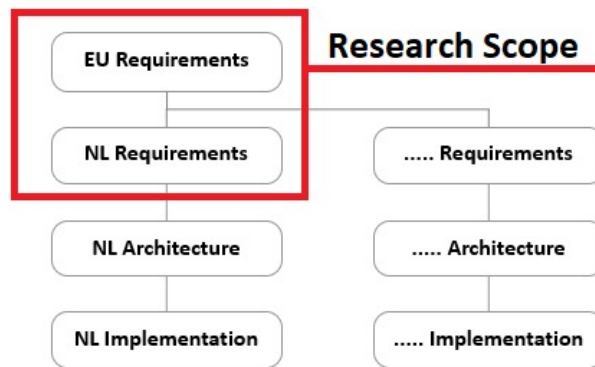 EU Requirements
Research Scope
NL Requirements
..... Requirements
NL Architecture
..... Architecture
NL Implementation
..... Implementation